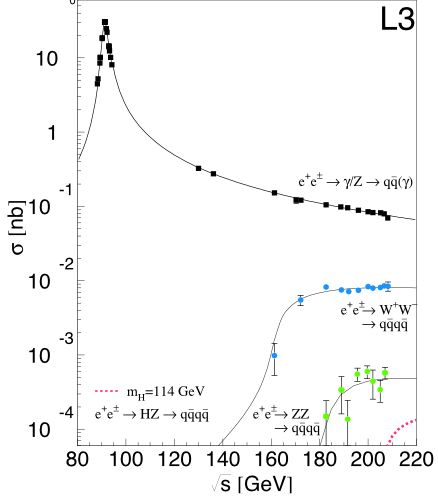 L3
10
1
10 -1
10 -2
10 -3
10 -4
σ [nb]
e+e± → γ/Z → qq̄(γ)
e+e± → W+W
→ qq̄qq̄
m_H=114 GeV
e+e± → HZ → qq̄qq̄
e+e± → ZZ
→ qq̄qq̄
80 100 120 140 160 180 200 220
√s [GeV]